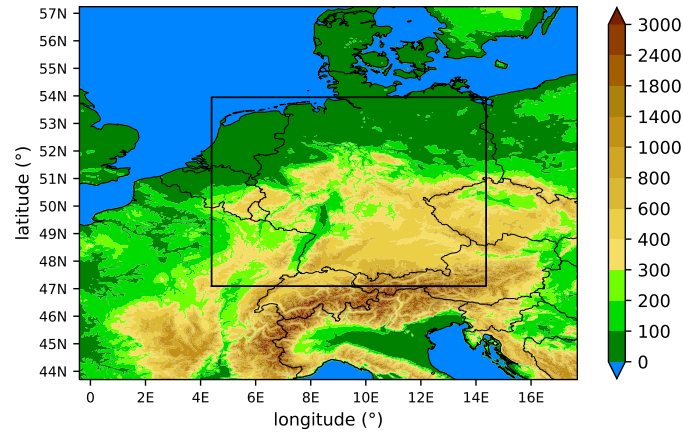 57N
56N
55N
54N
53N
52N
51N
50N
49N
48N
47N
46N
45N
44N
latitude (°)
0
2E
4E
6E
8E
10E
12E
14E
16E
longitude (°)
3000
2400
1800
1400
1000
800
600
400
300
200
100
0